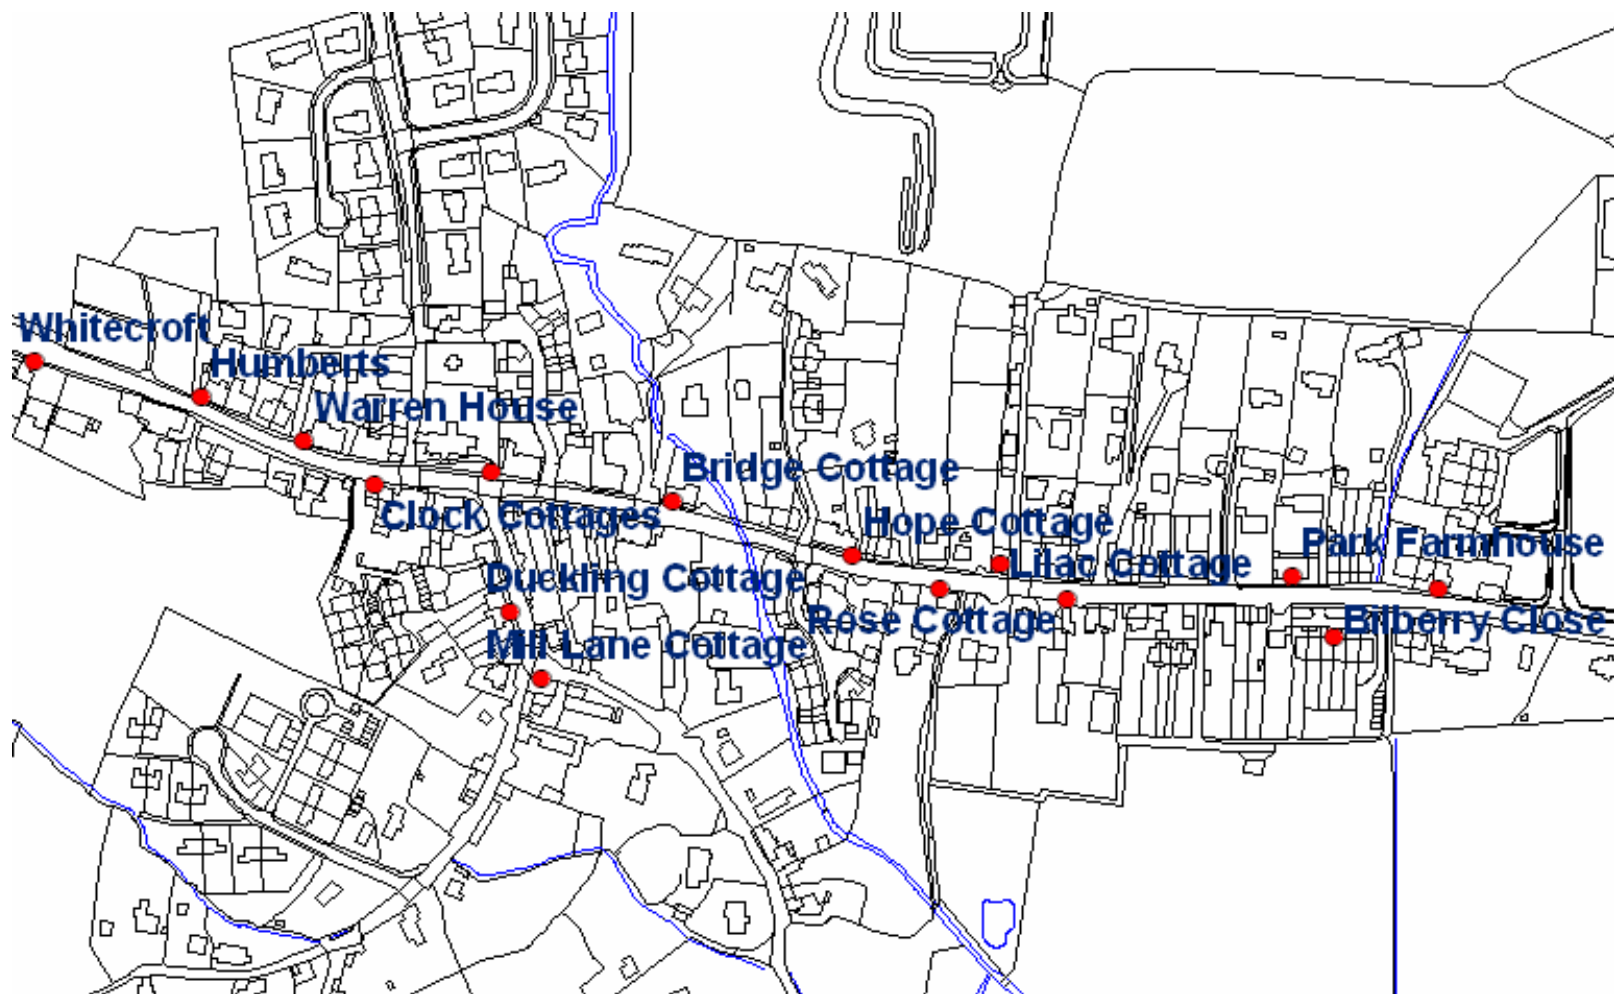 Whitecroft
Humberts
Warren House
Bridge Cottage
Clock Cottages
Hope Cottage
Park Farmhouse
Lilac Cottage
Duckling Cottage
Rose Cottage
Bilberry Close
Mill Lane Cottage